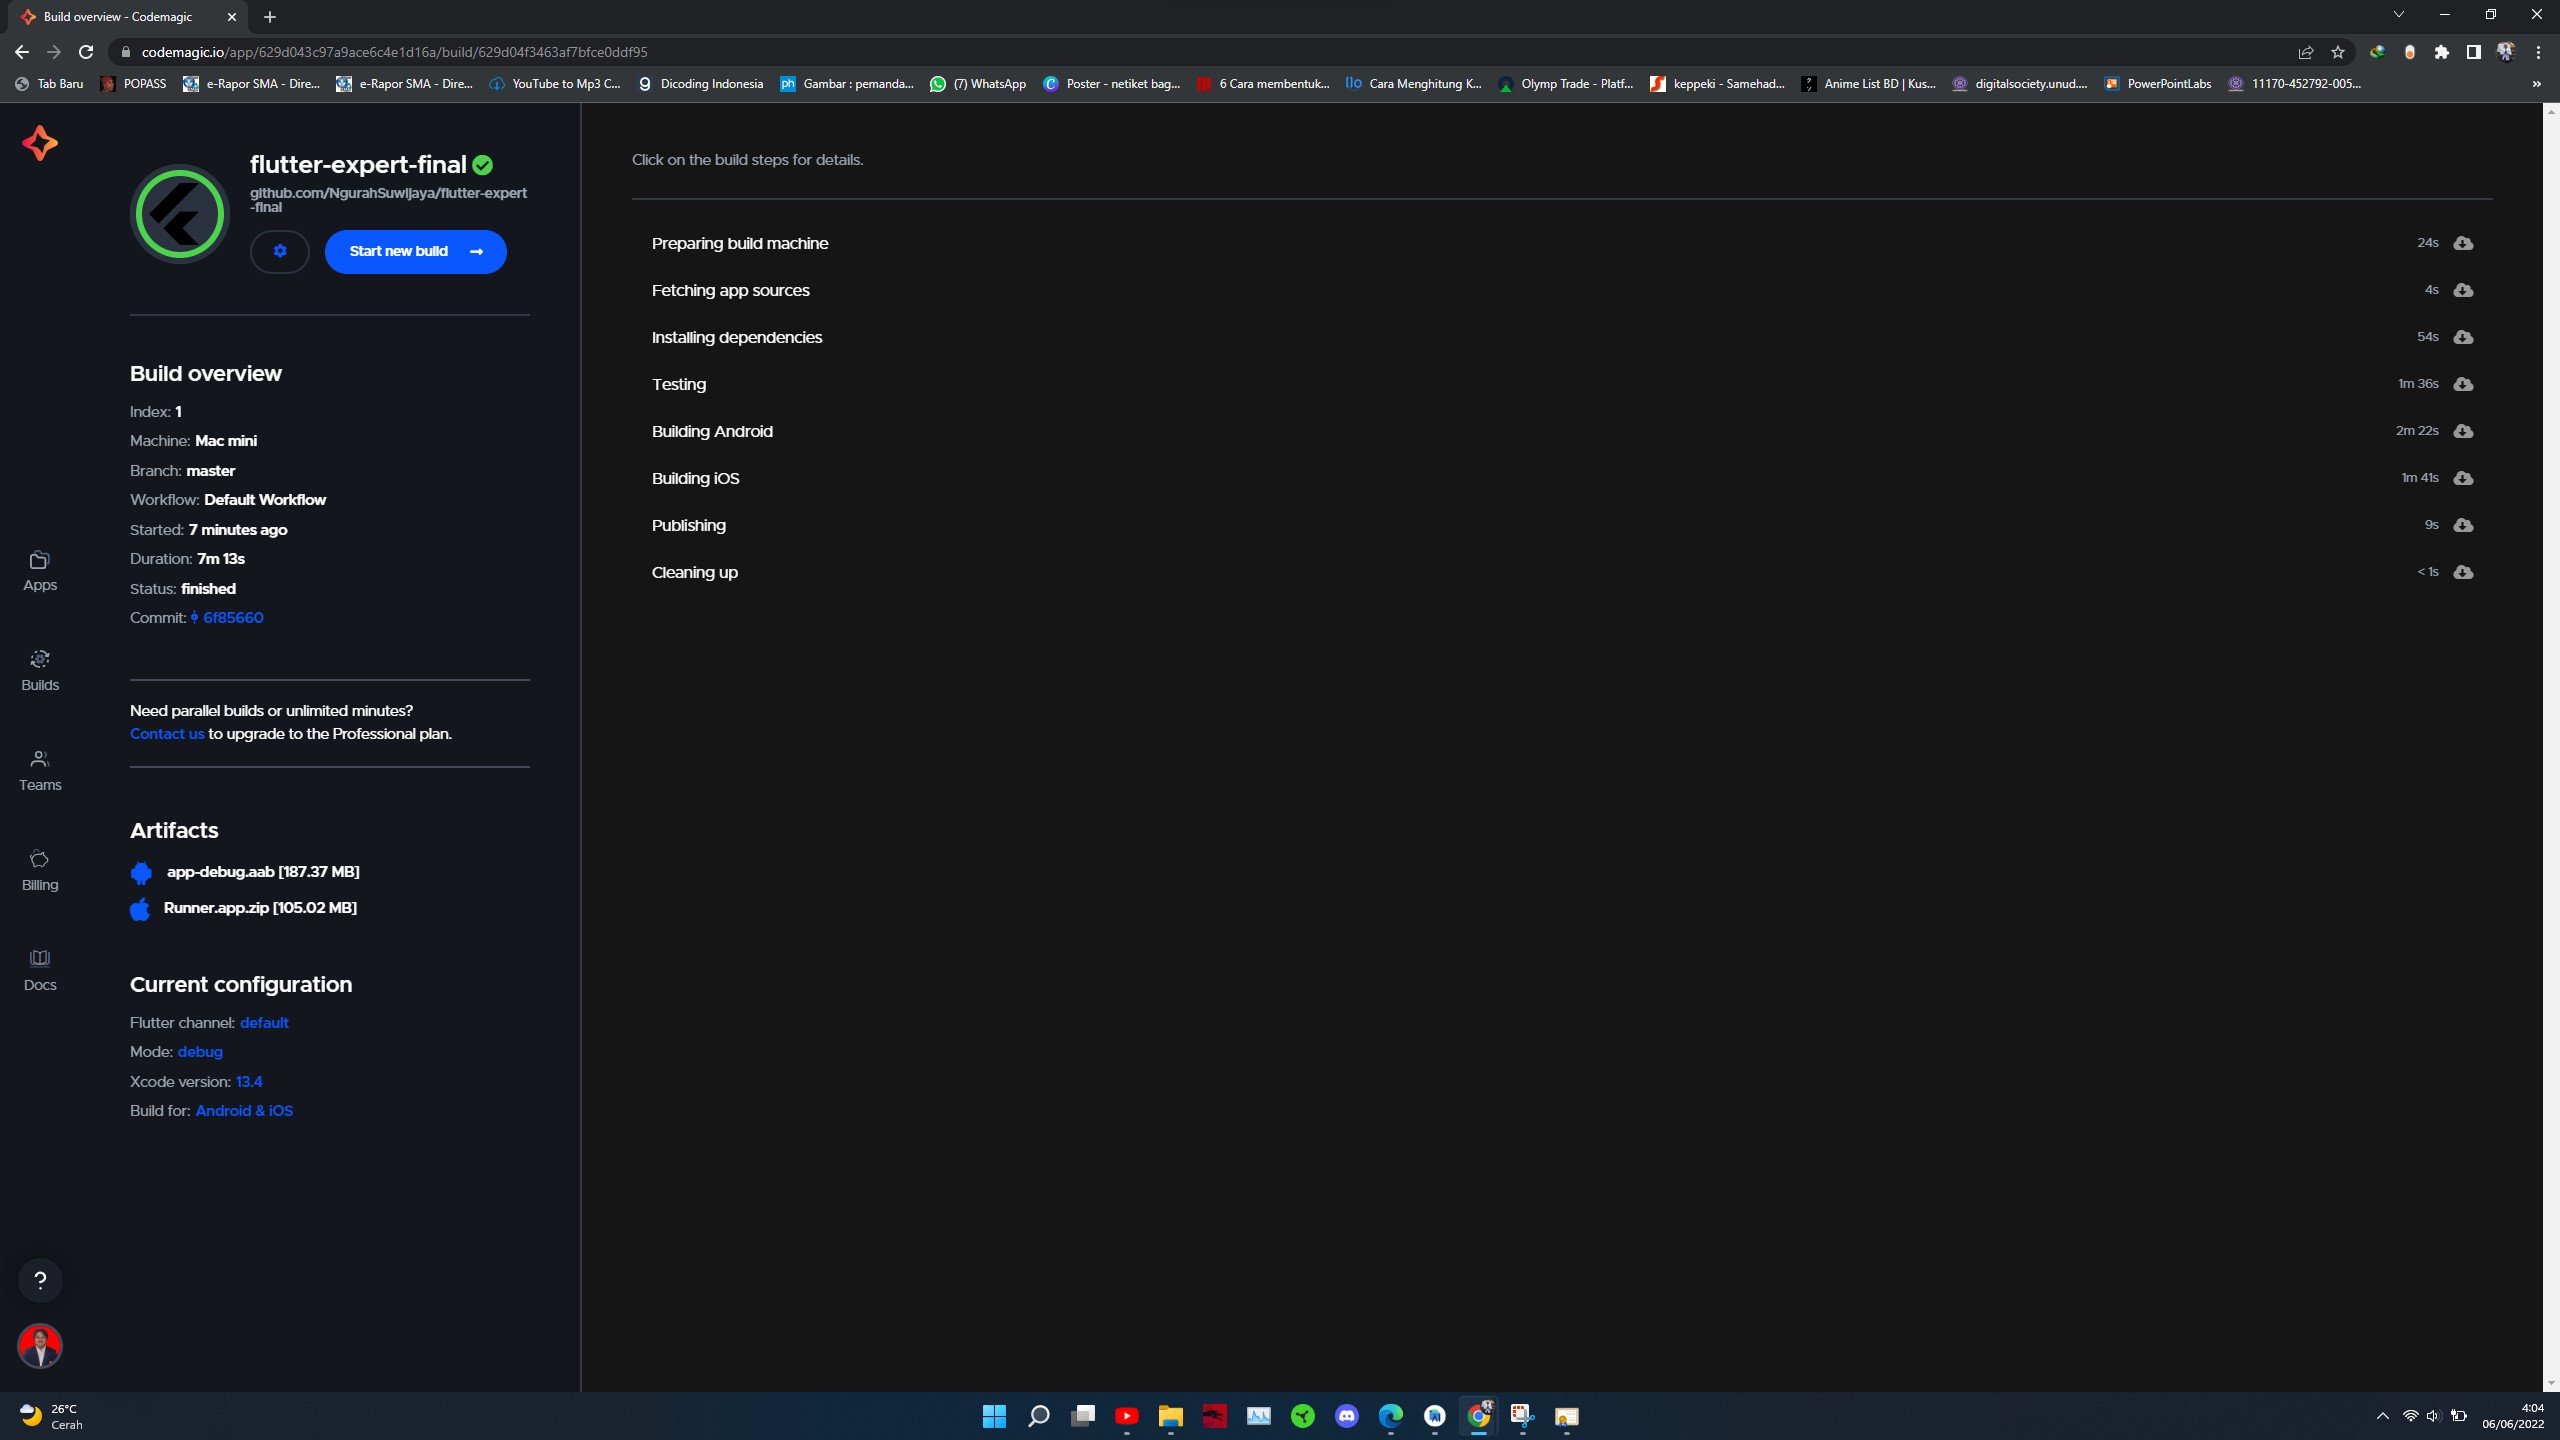 Build overview - Codemagic
codemagic.io/app/629d043c97a9ace6c4e1d16a/build/629d04f3463af7bfce0ddf95
Tab Baru
POPASS
e-Rapor SMA - Dire...
e-Rapor SMA - Dire...
YouTube to Mp3 C...
Dicoding Indonesia
ph
Gambar : pemanda...
(7) WhatsApp
Poster - netiket bag...
6 Cara membentuk...
Cara Menghitung K...
Olymp Trade - Platf...
keppeki - Samehad...
Anime List BD | Kus...
digitalsociety.unud....
PowerPointLabs
11170-452792-005...
»
flutter-expert-final
github.com/NgurahSuwijaya/flutter-expert
-final
Start new build
Build overview
Index: 1
Machine: Mac mini
Branch: master
Workflow: Default Workflow
Started: 7 minutes ago
Duration: 7m 13s
Status: finished
Commit: 6f85660
Need parallel builds or unlimited minutes?
Contact us to upgrade to the Professional plan.
Artifacts
app-debug.aab [187.37 MB]
Runner.app.zip [105.02 MB]
Current configuration
Flutter channel: default
Mode: debug
Xcode version: 13.4
Build for: Android & iOS
Apps
Builds
Teams
Billing
Docs
?
Click on the build steps for details.
Preparing build machine 24s
Fetching app sources 4s
Installing dependencies 54s
Testing 1m 36s
Building Android 2m 22s
Building iOS 1m 41s
Publishing 9s
Cleaning up < 1s
26°C
Cerah
4:04
06/06/2022